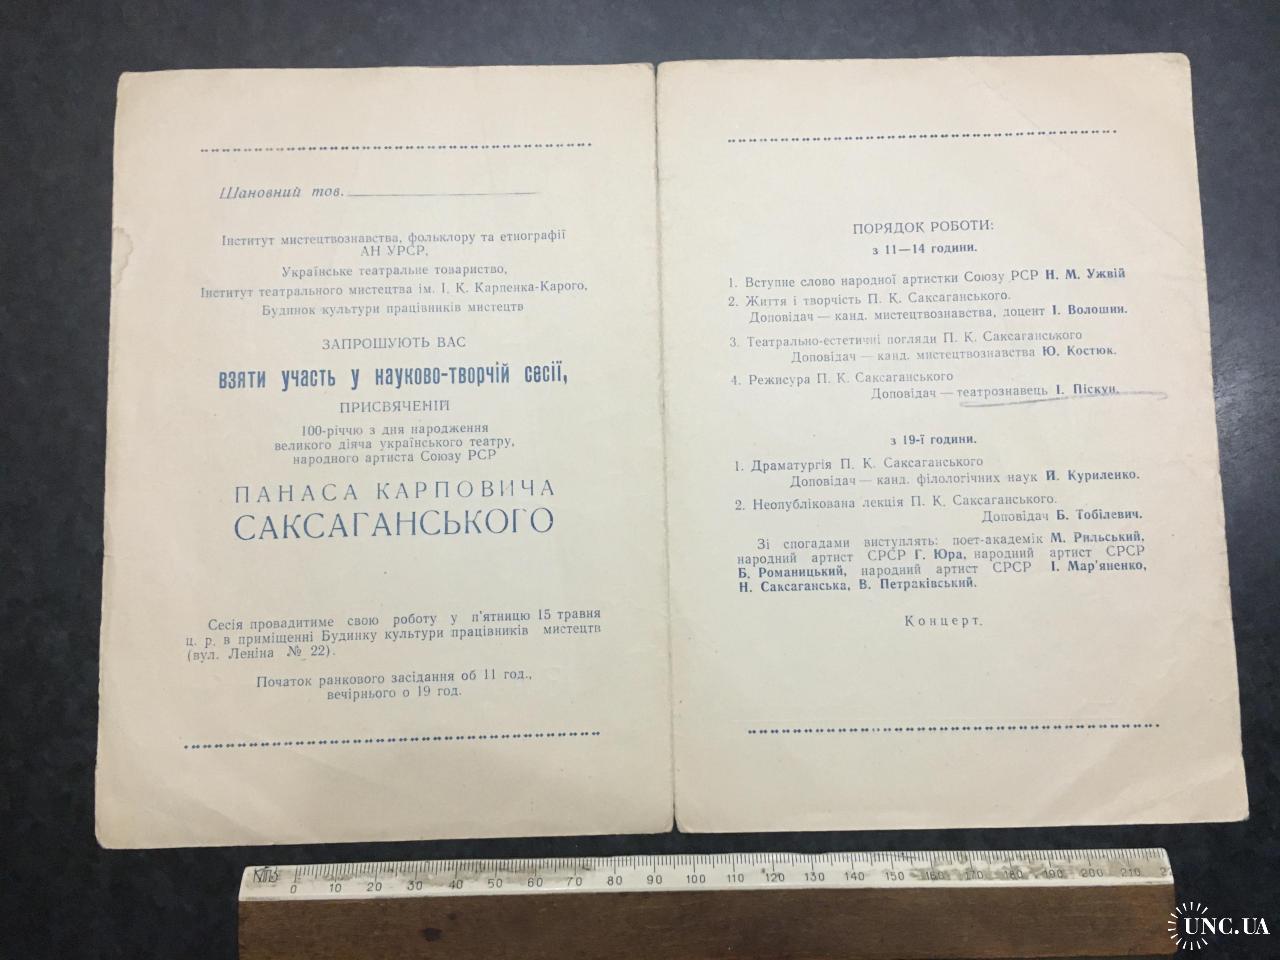 Шановний тов.
Інститут мистецтвознавства, фольклору та етнографії
АН УРСР,
Українське театральне товариство,
Інститут театрального мистецтва ім. І. К. Карпенка-Карого,
Будинок культури працівників мистецтв
ЗАПРОШУЮТЬ ВАС
взяти участь у науково-творчій сесії,
ПРИСВЯЧЕНІЙ
100-річчю з дня народження
великого діяча українського театру,
народного артиста Союзу РСР
ПАНАСА КАРПОВИЧА
САКСАГАНСЬКОГО
Сесія провадитиме свою роботу у п'ятницю 15 травня
ц. р. в приміщенні Будинку культури працівників мистецтв
(вул. Леніна № 22).
Початок ранкового засідання об 11 год.,
вечірнього о 19 год.
ПОРЯДОК РОБОТИ:
з 11—14 години.
1. Вступне слово народної артистки Союзу РСР Н. М. Ужвій
2. Життя і творчість П. К. Саксаганського.
Доповідач — канд. мистецтвознавства, доцент І. Волошин.
3. Театрально-естетичні погляди П. К. Саксаганського
Доповідач — канд. мистецтвознавства Ю. Костюк.
4. Режисура П. К. Саксаганського
Доповідач — театрознавець І. Піскун.
з 19-ї години.
1. Драматургія П. К. Саксаганського
Доповідач — канд. філологічних наук Й. Куриленко.
2. Неопублікована лекція П. К. Саксаганського.
Доповідач Б. Тобілевич.
Зі спогадами виступлять: поет-академік М. Рильський,
народний артист СРСР Г. Юра, народний артист СРСР
Б. Романицький, народний артист СРСР І. Мар'яненко,
Н. Саксаганська, В. Петраківський.
Концерт.
0 10 20 30 40 50 60 70 80 90 100 110 120 130 140 150 160 170 180 190 200 210
UNC.UA